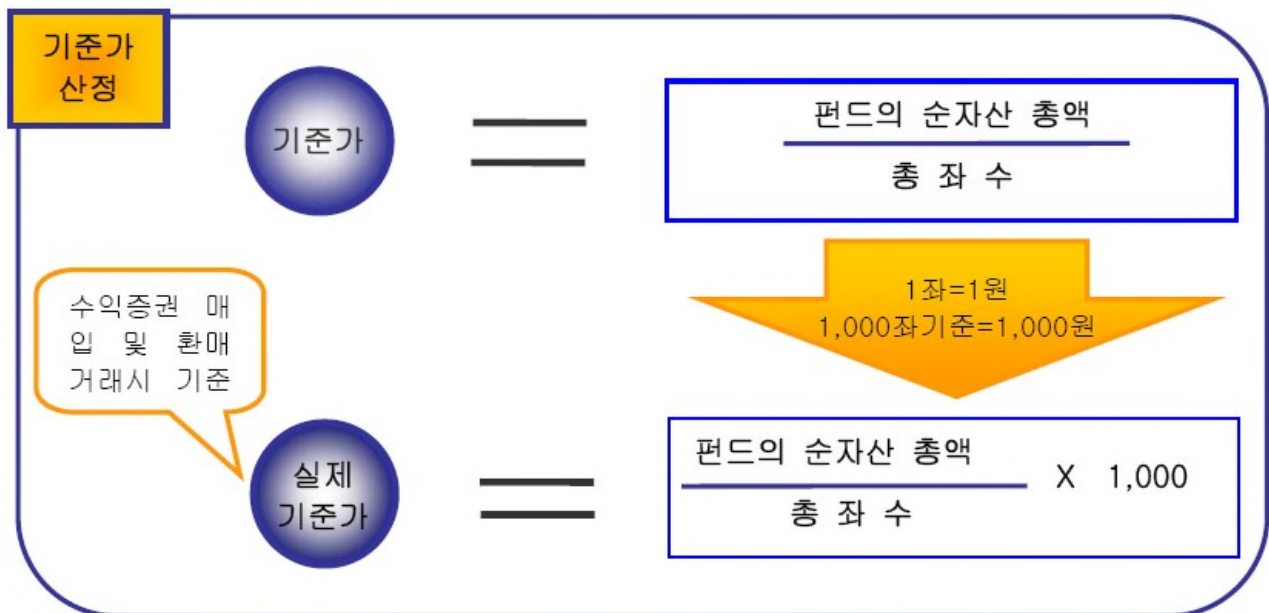 기준가
산정
기준가
펀드의 순자산 총액
총 좌 수
1좌=1원
1,000좌기준=1,000원
수익증권 매
입 및 환매
거래시 기준
실제
기준가
펀드의 순자산 총액
X 1,000
총 좌 수